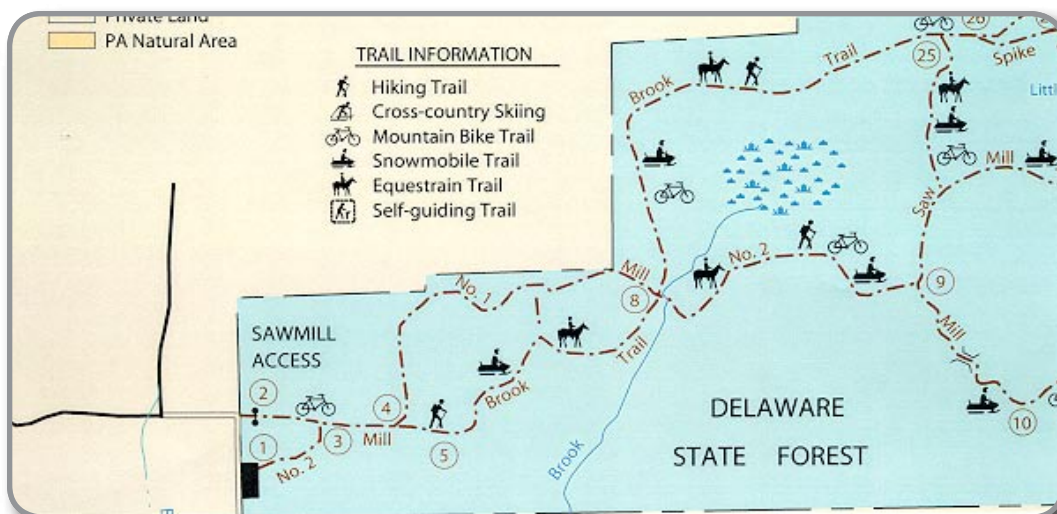 Private Land
PA Natural Area
TRAIL INFORMATION
Hiking Trail
Cross-country Skiing
Mountain Bike Trail
Snowmobile Trail
Equestrain Trail
Self-guiding Trail
26
25
Spike
Brook
Trail
Littl
Mill
Saw
No. 2
Mill
No. 1
8
9
Mill
Trail
Brook
SAWMILL
ACCESS
2
4
3
Mill
5
1
No. 2
10
DELAWARE
STATE FOREST
Brook